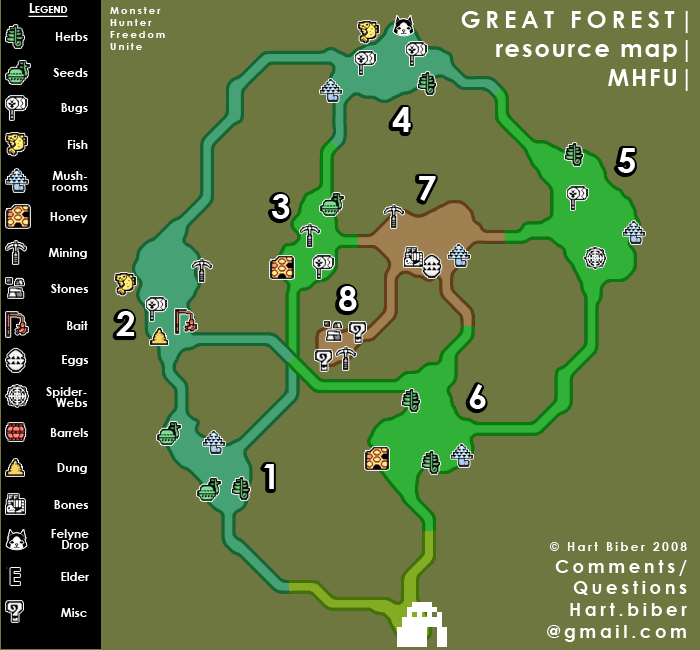 LEGEND
Herbs
Seeds
Bugs
Fish
Mush-
rooms
Honey
Mining
Stones
Bait
Eggs
Spider-
Webs
Barrels
Dung
Bones
Felyne
Drop
E
Elder
?
Misc
Monster
Hunter
Freedom
Unite
GREAT FOREST|
resource map|
MHFU|
4
5
7
3
8
?
?
2
6
1
© Hart Biber 2008
Comments/
Questions
Hart.biber
@gmail.com